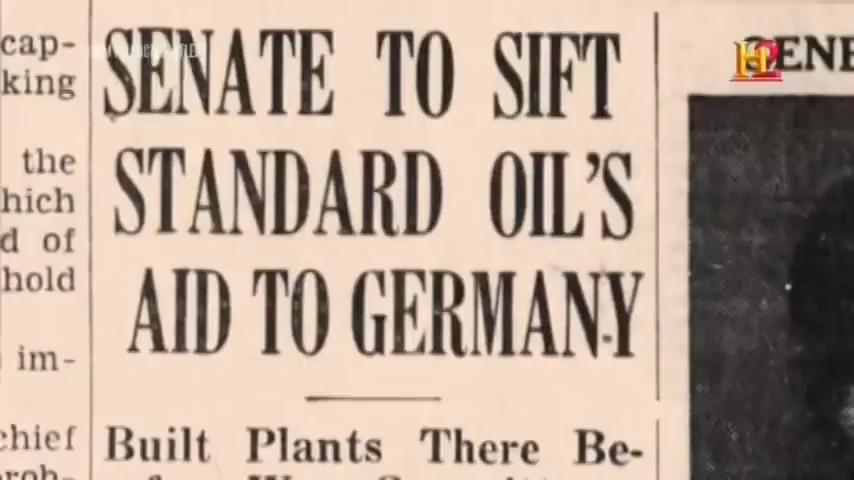 cap-
king
the
hich
d of
hold
im-
chief
SENATE TO SIFT
STANDARD OIL'S
AID TO GERMANY
Built Plants There Be-
ENE
H